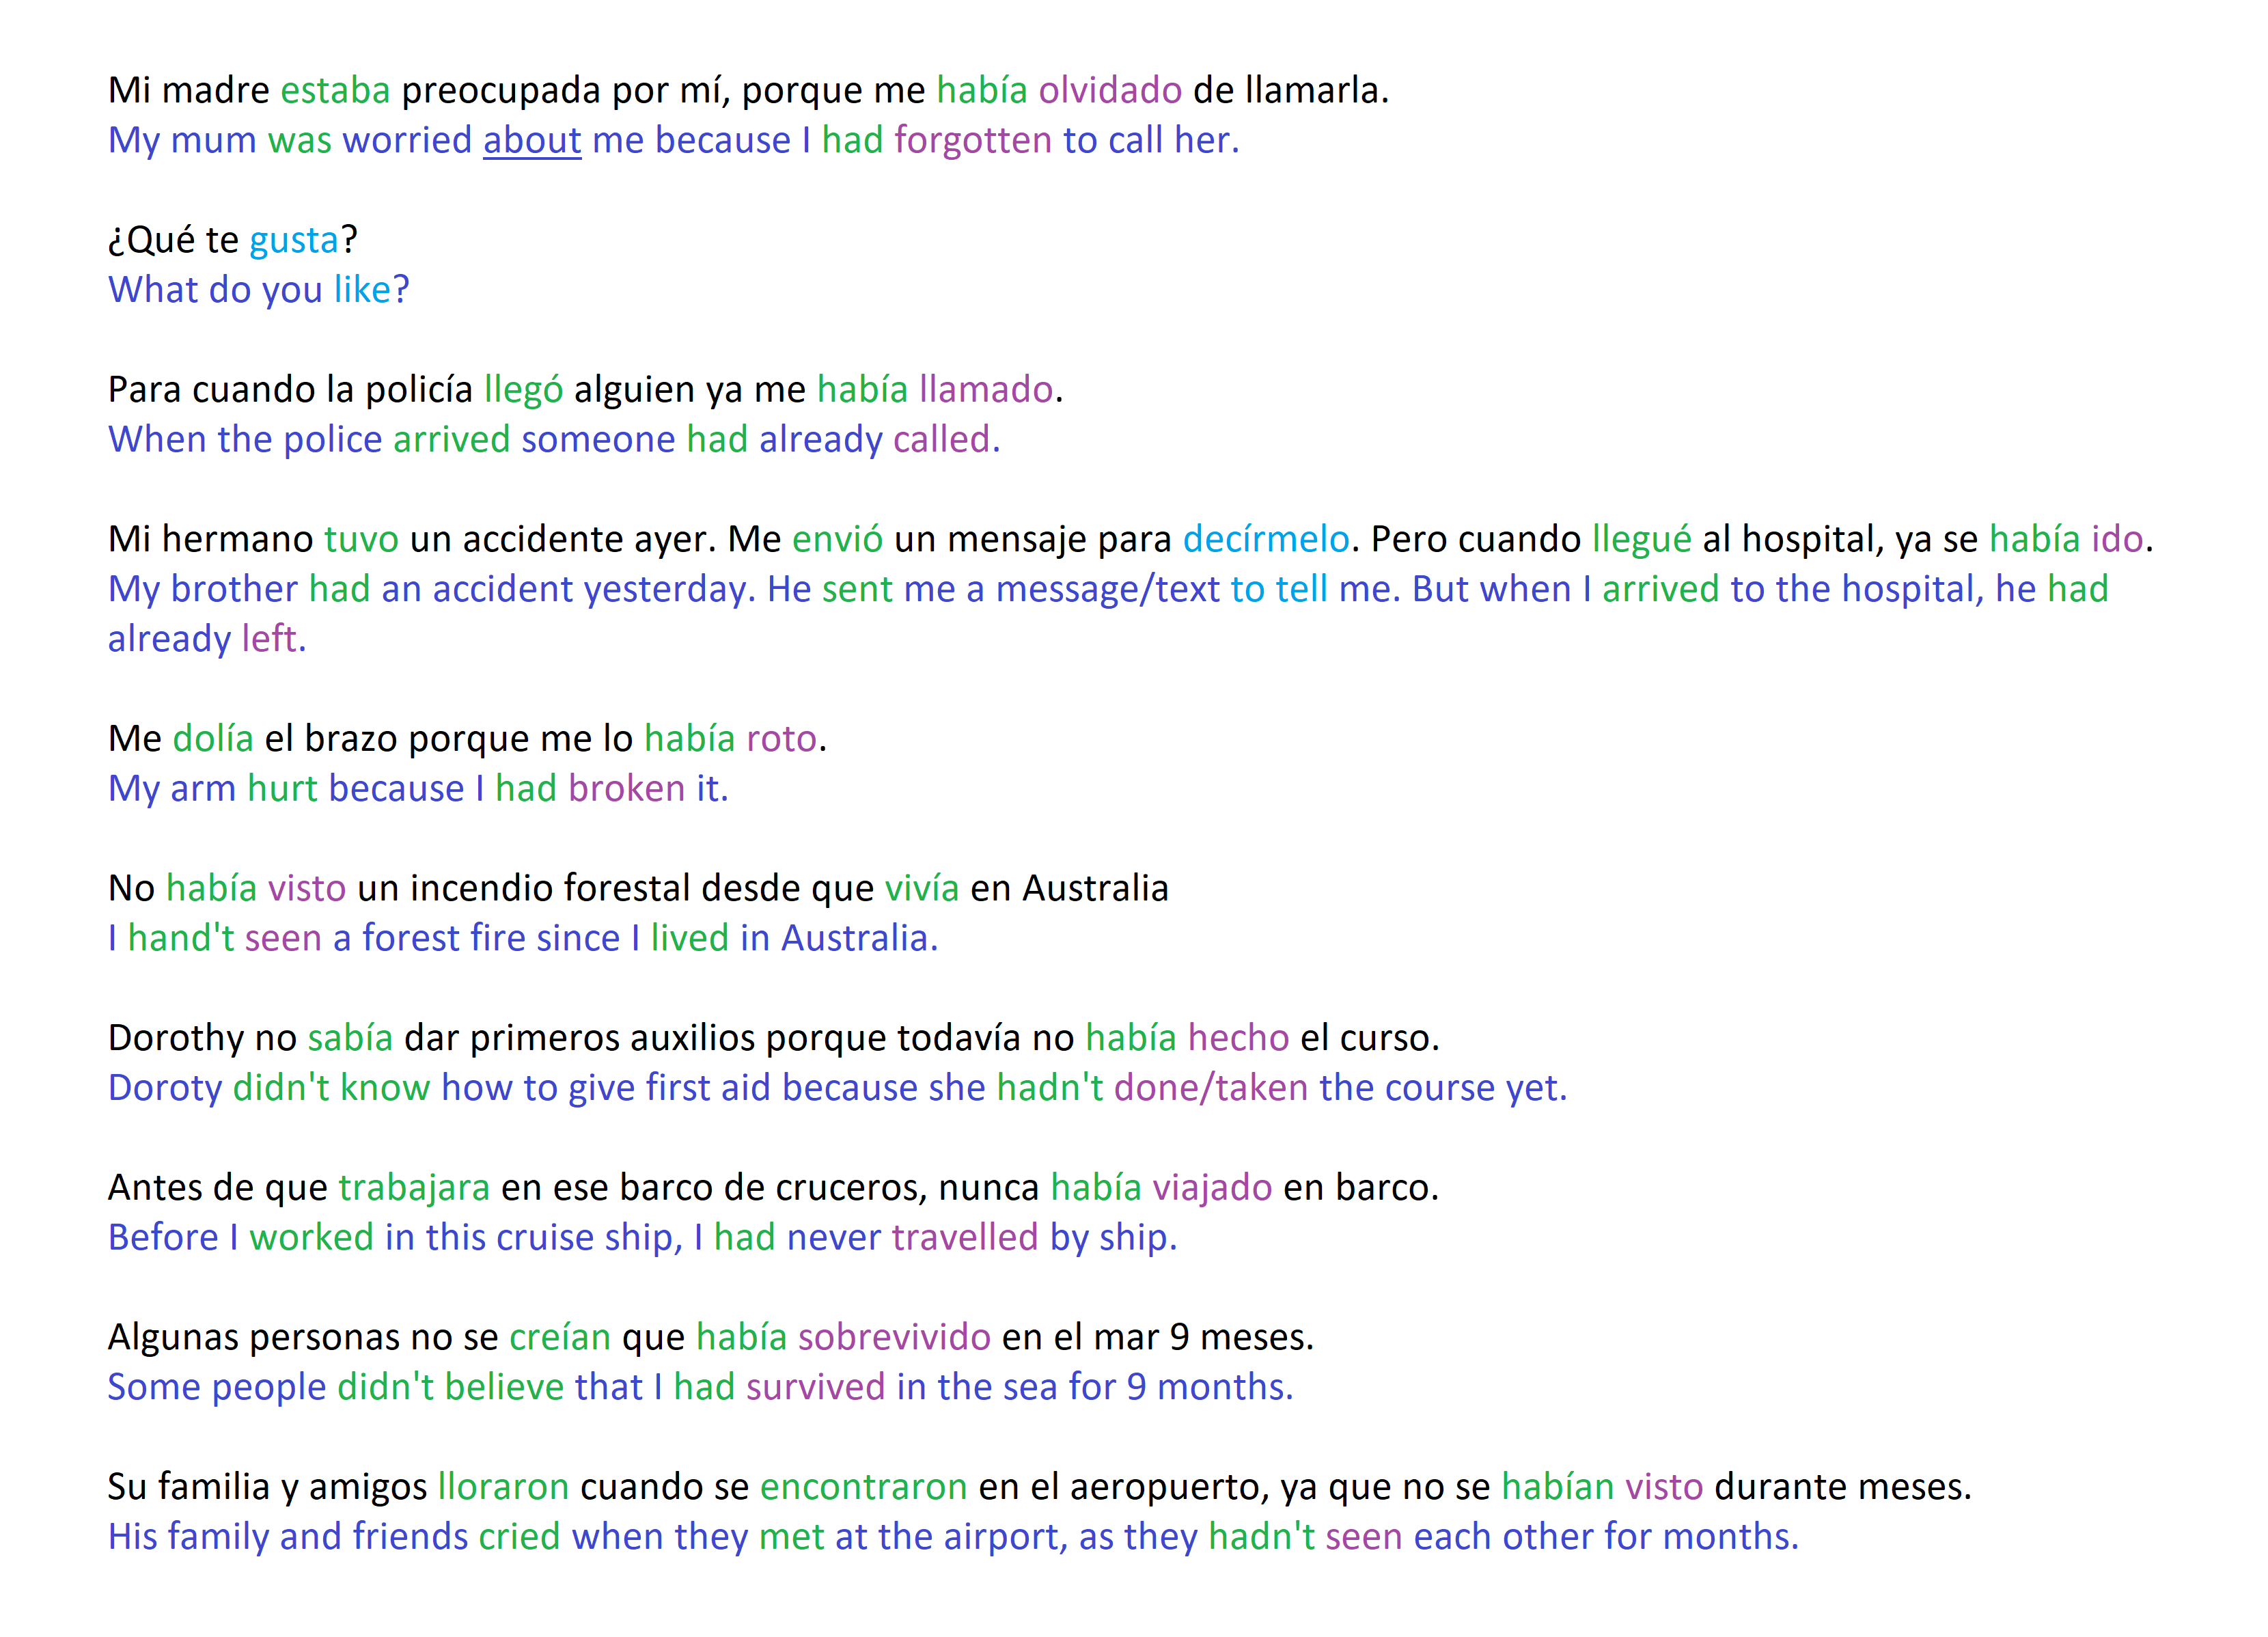 Mi madre estaba preocupada por mí, porque me había olvidado de llamarla.
My mum was worried about me because I had forgotten to call her.
¿Qué te gusta?
What do you like?
Para cuando la policía llegó alguien ya me había llamado.
When the police arrived someone had already called.
Mi hermano tuvo un accidente ayer. Me envió un mensaje para decírmelo. Pero cuando llegué al hospital, ya se había ido.
My brother had an accident yesterday. He sent me a message/text to tell me. But when I arrived to the hospital, he had
already left.
Me dolía el brazo porque me lo había roto.
My arm hurt because I had broken it.
No había visto un incendio forestal desde que vivía en Australia
I hand't seen a forest fire since I lived in Australia.
Dorothy no sabía dar primeros auxilios porque todavía no había hecho el curso.
Doroty didn't know how to give first aid because she hadn't done/taken the course yet.
Antes de que trabajara en ese barco de cruceros, nunca había viajado en barco.
Before I worked in this cruise ship, I had never travelled by ship.
Algunas personas no se creían que había sobrevivido en el mar 9 meses.
Some people didn't believe that I had survived in the sea for 9 months.
Su familia y amigos lloraron cuando se encontraron en el aeropuerto, ya que no se habían visto durante meses.
His family and friends cried when they met at the airport, as they hadn't seen each other for months.